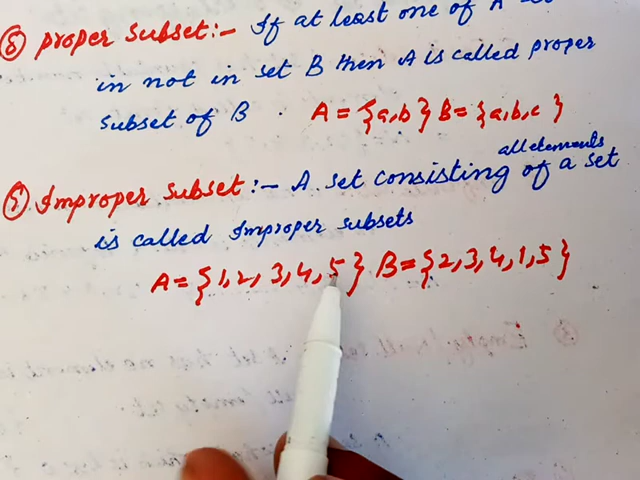 ⑧ proper subset:- If at least one of A
in not in set B then A is called proper
subset of B. A = {a,b} B = {a,b,c}
all elements
Improper subset:- A set consisting of a set
is called Improper subsets
A = {1,2,3,4,5} B = {2,3,4,1,5}